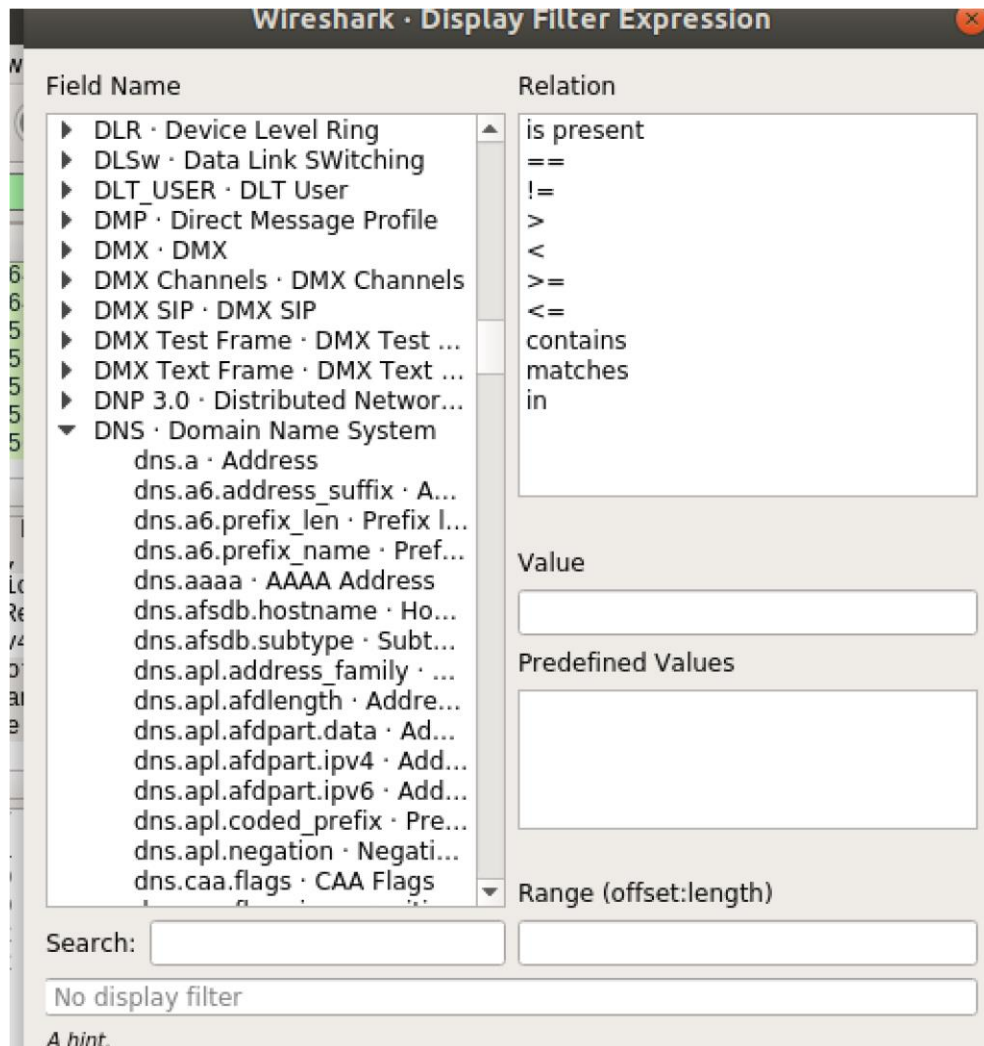 Wireshark · Display Filter Expression
Field Name
DLR · Device Level Ring
DLSw · Data Link SWitching
DLT_USER · DLT User
DMP · Direct Message Profile
DMX · DMX
DMX Channels · DMX Channels
DMX SIP · DMX SIP
DMX Test Frame · DMX Test ...
DMX Text Frame · DMX Text ...
DNP 3.0 · Distributed Networ...
DNS · Domain Name System
dns.a · Address
dns.a6.address_suffix · A...
dns.a6.prefix_len · Prefix l...
dns.a6.prefix_name · Pref...
dns.aaaa · AAAA Address
dns.afsdb.hostname · Ho...
dns.afsdb.subtype · Subt...
dns.apl.address_family · ...
dns.apl.afdlength · Addre...
dns.apl.afdpart.data · Ad...
dns.apl.afdpart.ipv4 · Add...
dns.apl.afdpart.ipv6 · Add...
dns.apl.coded_prefix · Pre...
dns.apl.negation · Negati...
dns.caa.flags · CAA Flags
Search:
Relation
is present
==
!=
>
<
>=
<=
contains
matches
in
Value
Predefined Values
Range (offset:length)
No display filter
A hint.